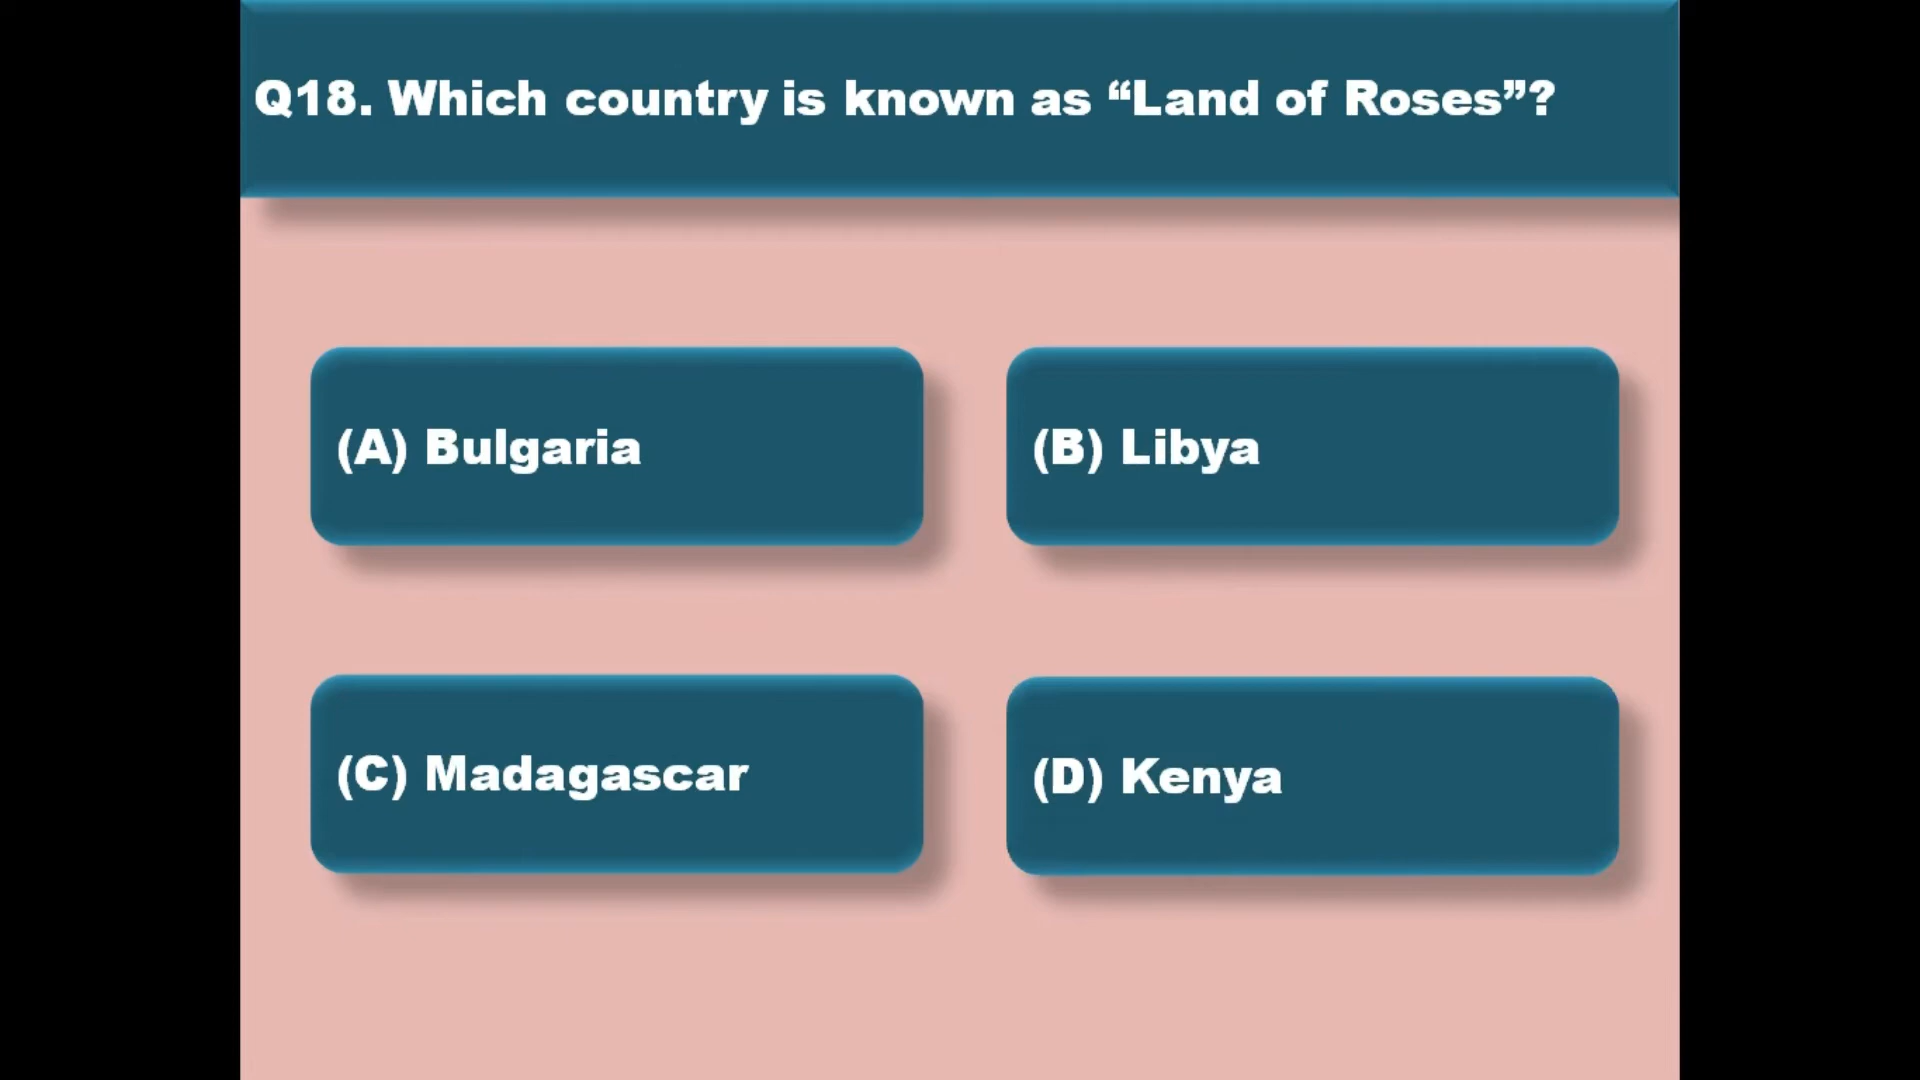 Q18. Which country is known as “Land of Roses”?
(A) Bulgaria
(B) Libya
(C) Madagascar
(D) Kenya